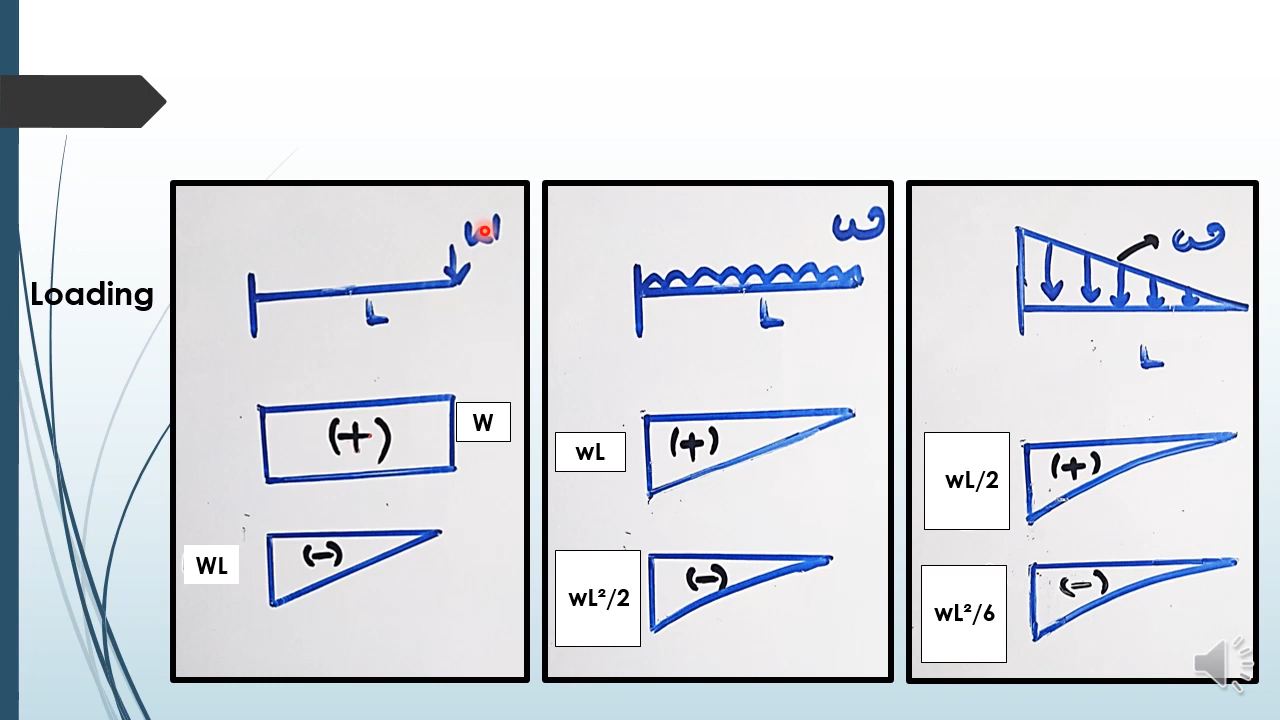 Loading
W
L
(+)
W
(-)
WL
ω
L
(+)
wL
(-)
wL²/2
ω
L
(+)
wL/2
(-)
wL²/6